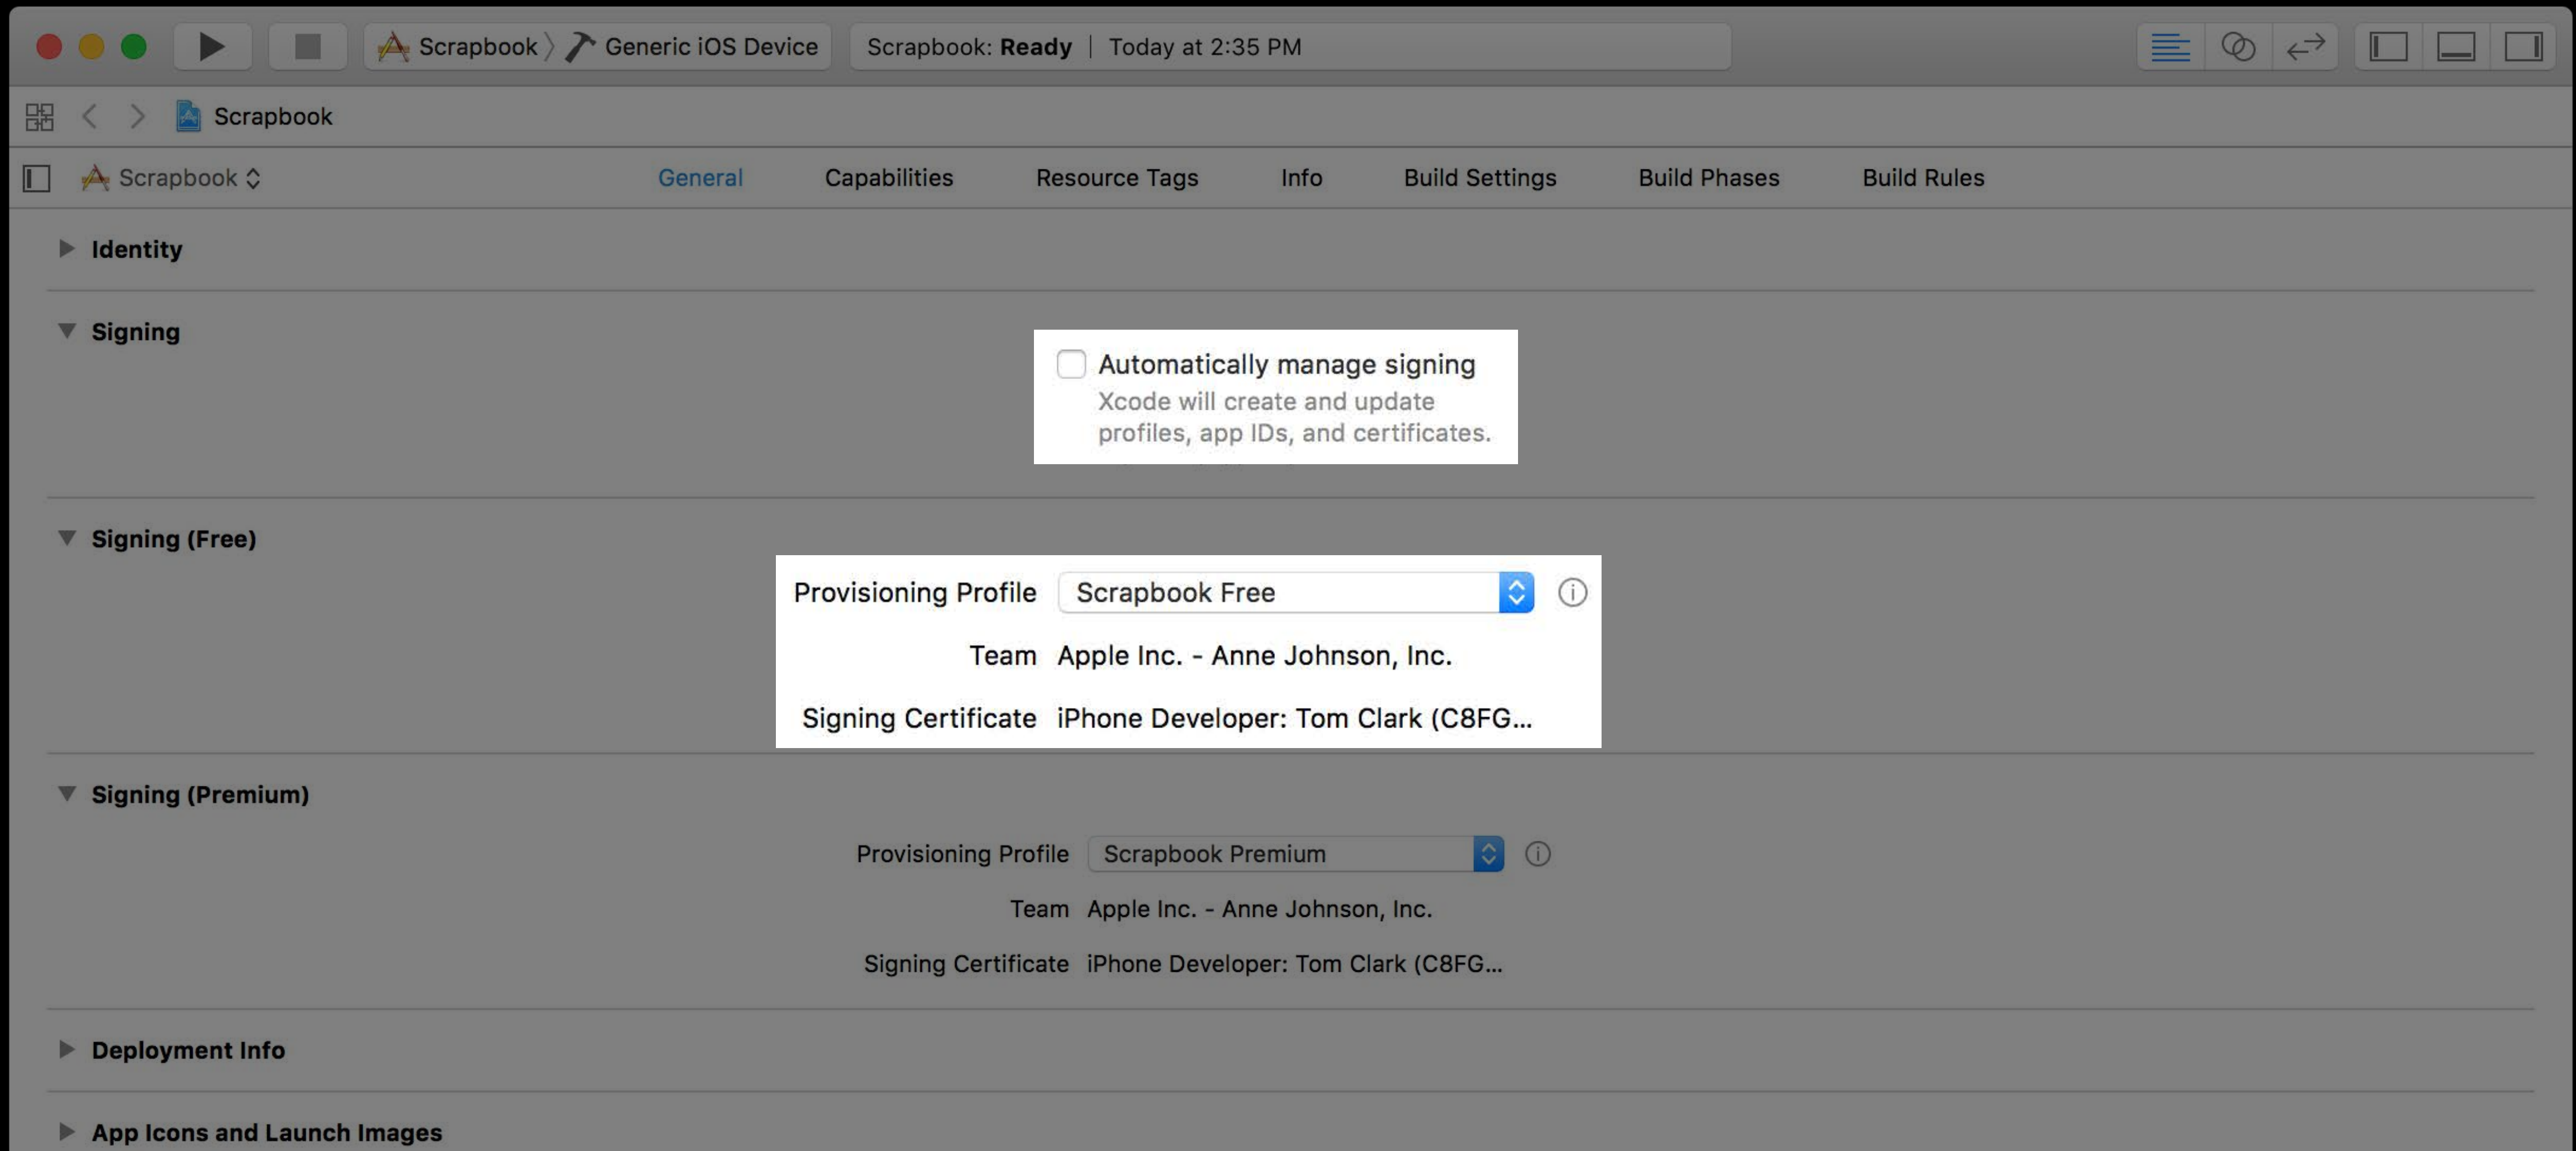 Scrapbook Generic iOS Device Scrapbook: Ready | Today at 2:35 PM
Scrapbook
Scrapbook General Capabilities Resource Tags Info Build Settings Build Phases Build Rules
Identity
Signing
Automatically manage signing
Xcode will create and update
profiles, app IDs, and certificates.
Signing (Free)
Provisioning Profile Scrapbook Free
Team Apple Inc. - Anne Johnson, Inc.
Signing Certificate iPhone Developer: Tom Clark (C8FG...
Signing (Premium)
Provisioning Profile Scrapbook Premium
Team Apple Inc. - Anne Johnson, Inc.
Signing Certificate iPhone Developer: Tom Clark (C8FG...
Deployment Info
App Icons and Launch Images